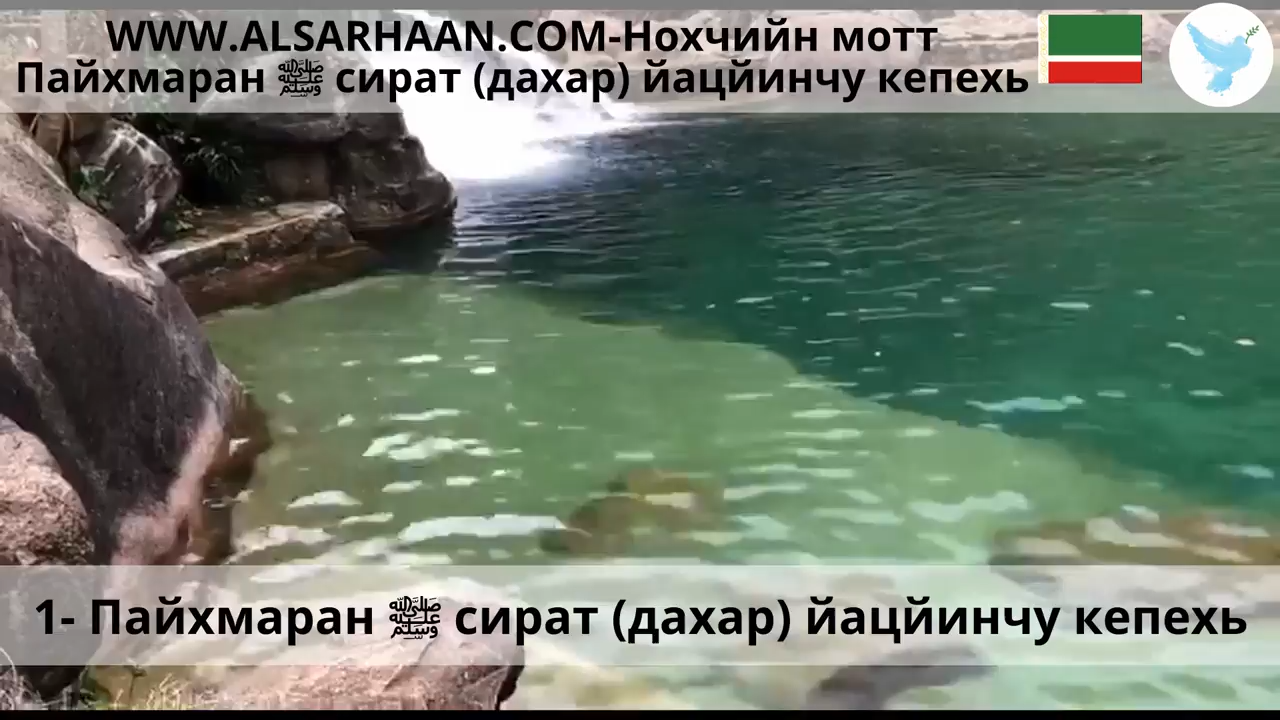 WWW.ALSARHAAN.COM-Нохчийн мотт
Пайхмаран ﷺ сират (дахар) йацйинчу кепехь
1- Пайхмаран ﷺ сират (дахар) йацйинчу кепехь